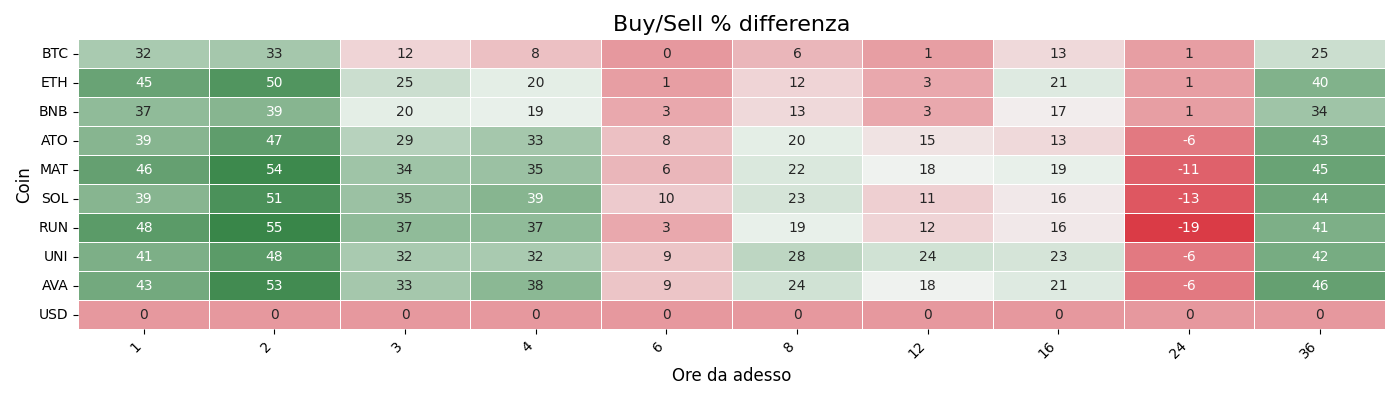 Buy/Sell % differenza
Coin
BTC 32 33 12 8 0 6 1 13 1 25
ETH 45 50 25 20 1 12 3 21 1 40
BNB 37 39 20 19 3 13 3 17 1 34
ATO 39 47 29 33 8 20 15 13 -6 43
MAT 46 54 34 35 6 22 18 19 -11 45
SOL 39 51 35 39 10 23 11 16 -13 44
RUN 48 55 37 37 3 19 12 16 -19 41
UNI 41 48 32 32 9 28 24 23 -6 42
AVA 43 53 33 38 9 24 18 21 -6 46
USD 0 0 0 0 0 0 0 0 0 0
1 2 3 4 6 8 12 16 24 36
Ore da adesso